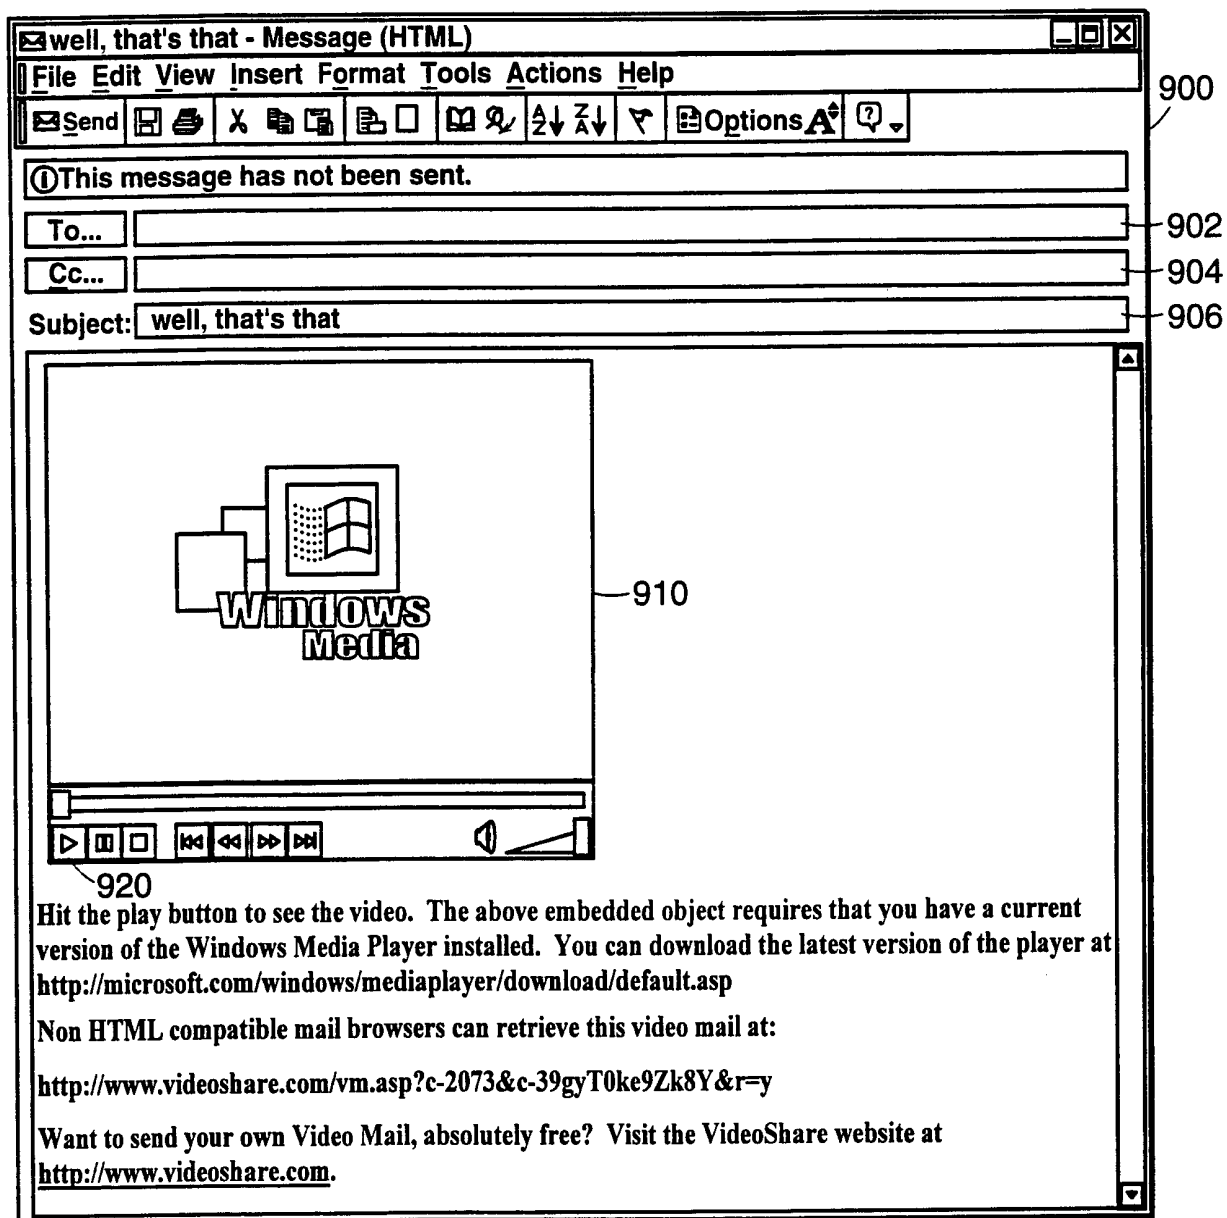 well, that's that - Message (HTML)
File Edit View Insert Format Tools Actions Help
900
Send Options A
This message has not been sent.
To... 902
Cc... 904
Subject: well, that's that 906
910
Windows
Media
920
Hit the play button to see the video. The above embedded object requires that you have a current
version of the Windows Media Player installed. You can download the latest version of the player at
http://microsoft.com/windows/mediaplayer/download/default.asp
Non HTML compatible mail browsers can retrieve this video mail at:
http://www.videoshare.com/vm.asp?c-2073&c-39gyT0ke9Zk8Y&r=y
Want to send your own Video Mail, absolutely free? Visit the VideoShare website at
http://www.videoshare.com.